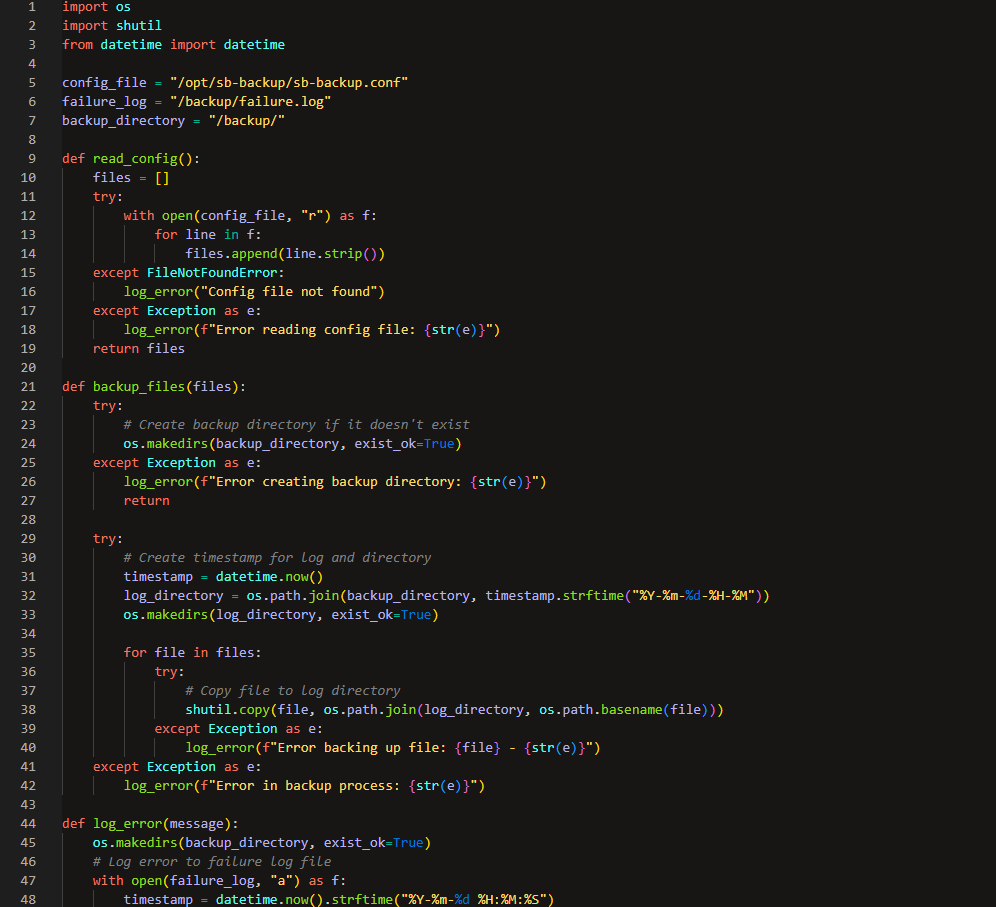 1 import os
2 import shutil
3 from datetime import datetime
4
5 config_file = "/opt/sb-backup/sb-backup.conf"
6 failure_log = "/backup/failure.log"
7 backup_directory = "/backup/"
8
9 def read_config():
10     files = []
11     try:
12         with open(config_file, "r") as f:
13             for line in f:
14                 files.append(line.strip())
15     except FileNotFoundError:
16         log_error("Config file not found")
17     except Exception as e:
18         log_error(f"Error reading config file: {str(e)}")
19     return files
20
21 def backup_files(files):
22     try:
23         # Create backup directory if it doesn't exist
24         os.makedirs(backup_directory, exist_ok=True)
25     except Exception as e:
26         log_error(f"Error creating backup directory: {str(e)}")
27         return
28
29     try:
30         # Create timestamp for log and directory
31         timestamp = datetime.now()
32         log_directory = os.path.join(backup_directory, timestamp.strftime("%Y-%m-%d-%H-%M"))
33         os.makedirs(log_directory, exist_ok=True)
34
35         for file in files:
36             try:
37                 # Copy file to log directory
38                 shutil.copy(file, os.path.join(log_directory, os.path.basename(file)))
39             except Exception as e:
40                 log_error(f"Error backing up file: {file} - {str(e)}")
41     except Exception as e:
42         log_error(f"Error in backup process: {str(e)}")
43
44 def log_error(message):
45     os.makedirs(backup_directory, exist_ok=True)
46     # Log error to failure log file
47     with open(failure_log, "a") as f:
48         timestamp = datetime.now().strftime("%Y-%m-%d %H:%M:%S")